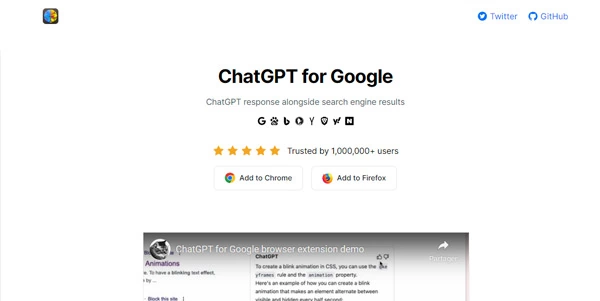 Twitter GitHub
ChatGPT for Google
ChatGPT response alongside search engine results
Trusted by 1,000,000+ users
Add to Chrome Add to Firefox
ChatGPT for Google browser extension demo
Animations
ChatGPT
e. To have a blinking text effect,
To create a blink animation in CSS, you can use the
yframes rule and the animation property.
by ...
Here's an example of how you can create a
blink animation that makes an element alternate between
Block this site
visible and hidden every half second:
Partager